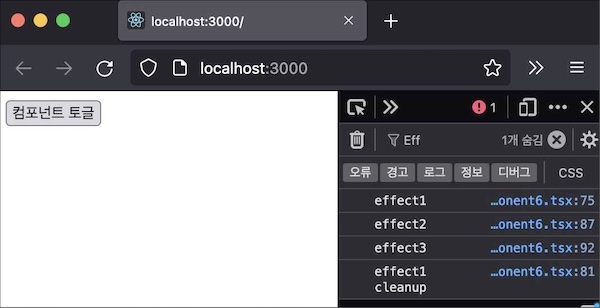 localhost:3000/
localhost:3000
컴포넌트 토글
1
Eff
1개 숨김
오류 경고 로그 정보 디버그 CSS
effect1 …onent6.tsx:75
effect2 …onent6.tsx:87
effect3 …onent6.tsx:92
effect1 …onent6.tsx:81
cleanup